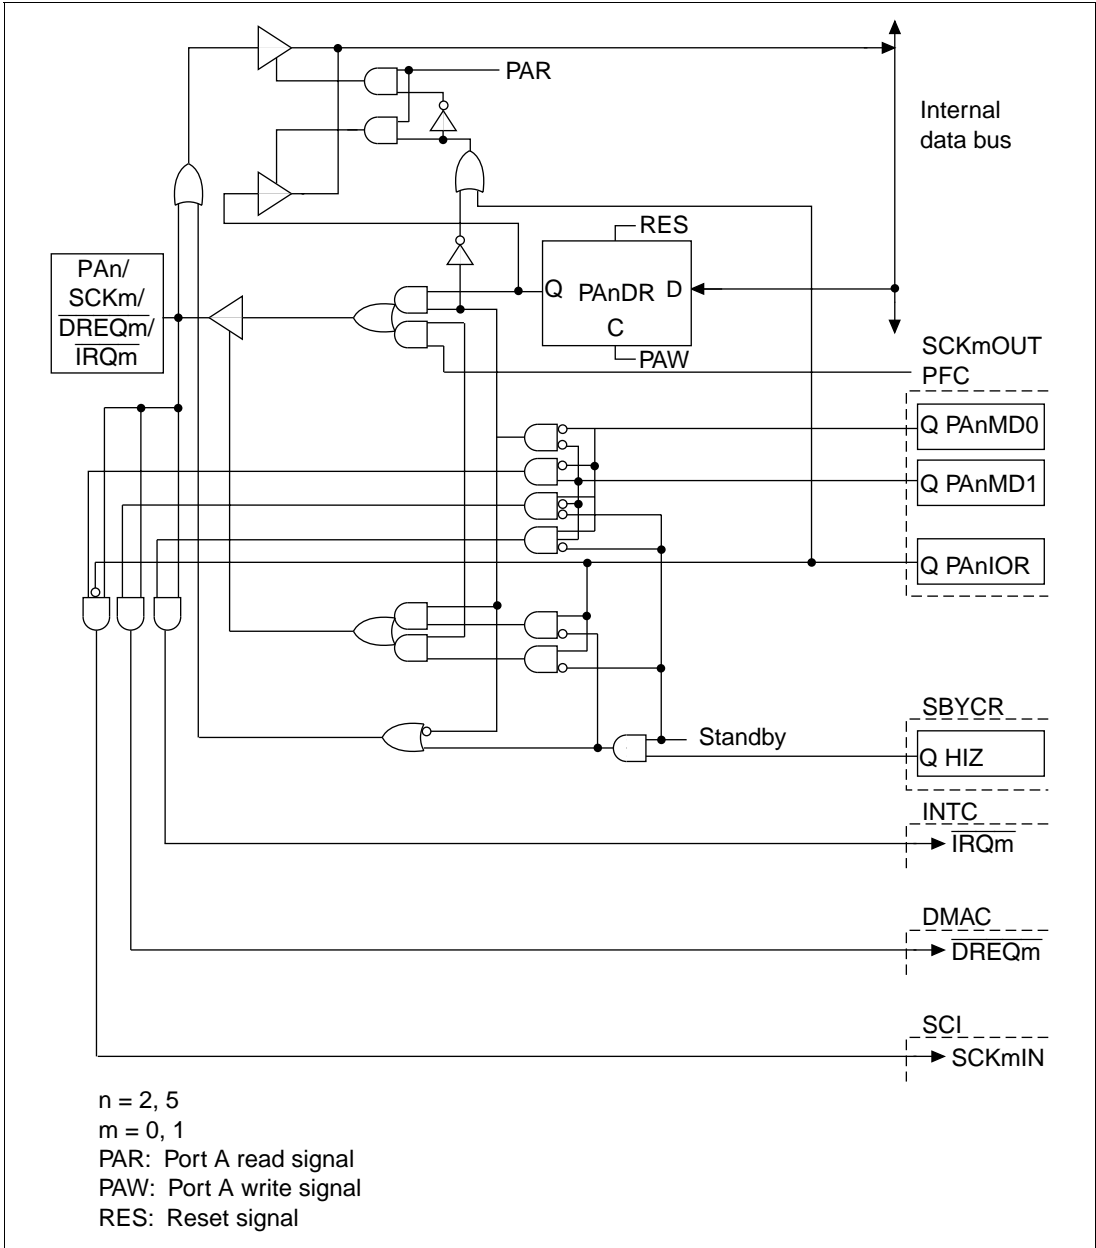 PAR
Internal
data bus
RES
PAn/
SCKm/
DREQm/
IRQm
Q PAnDR D
C
PAW
SCKmOUT
PFC
Q PAnMD0
Q PAnMD1
Q PAnIOR
SBYCR
Standby
Q HIZ
INTC
IRQm
DMAC
DREQm
SCI
SCKmIN
n = 2, 5
m = 0, 1
PAR: Port A read signal
PAW: Port A write signal
RES: Reset signal